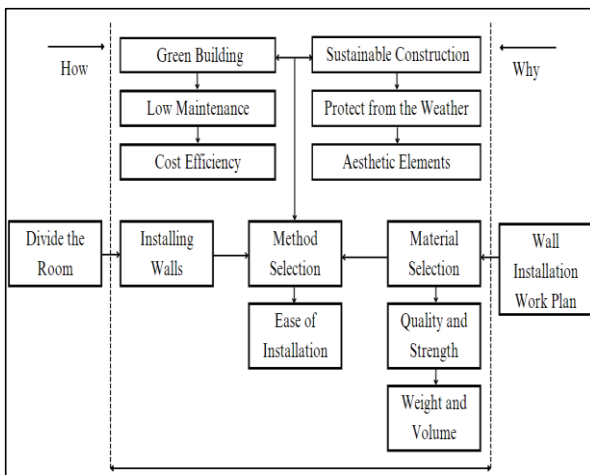 How
Green Building
Sustainable Construction
Why
Low Maintenance
Protect from the Weather
Cost Efficiency
Aesthetic Elements
Divide the
Room
Installing
Walls
Method
Selection
Material
Selection
Wall
Installation
Work Plan
Ease of
Installation
Quality and
Strength
Weight and
Volume